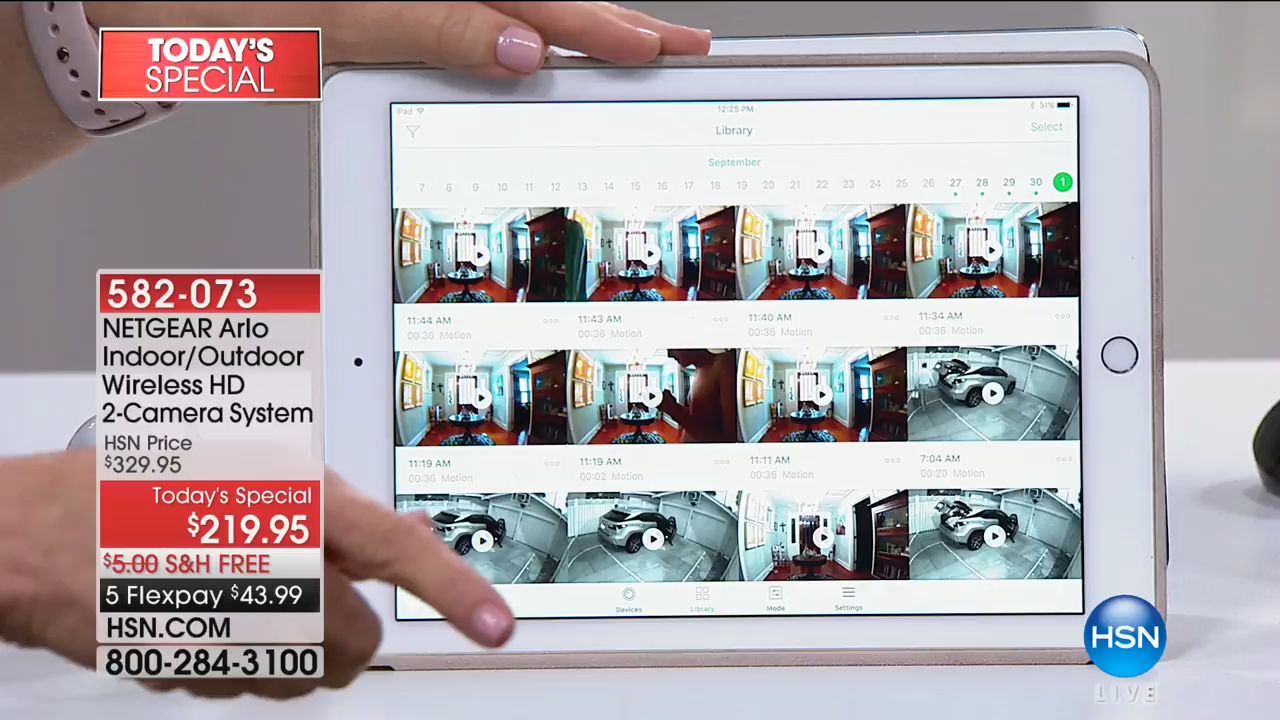 TODAY'S
SPECIAL
582-073
NETGEAR Arlo
Indoor/Outdoor
Wireless HD
2-Camera System
HSN Price
$329.95
Today's Special
$219.95
$5.00 S&H FREE
5 Flexpay $43.99
HSN.COM
800-284-3100
iPad 12:25 PM 91%
Library Select
September
7 8 9 10 11 12 13 14 15 16 17 18 19 20 21 22 23 24 25 26 27 28 29 30 1
11:44 AM 11:43 AM 11:40 AM 11:34 AM
00:36 Motion 00:36 Motion 00:36 Motion 00:36 Motion
11:19 AM 11:19 AM 11:11 AM 7:04 AM
00:36 Motion 00:02 Motion 00:36 Motion 00:20 Motion
Devices Library Mode Settings
HSN
LIVE